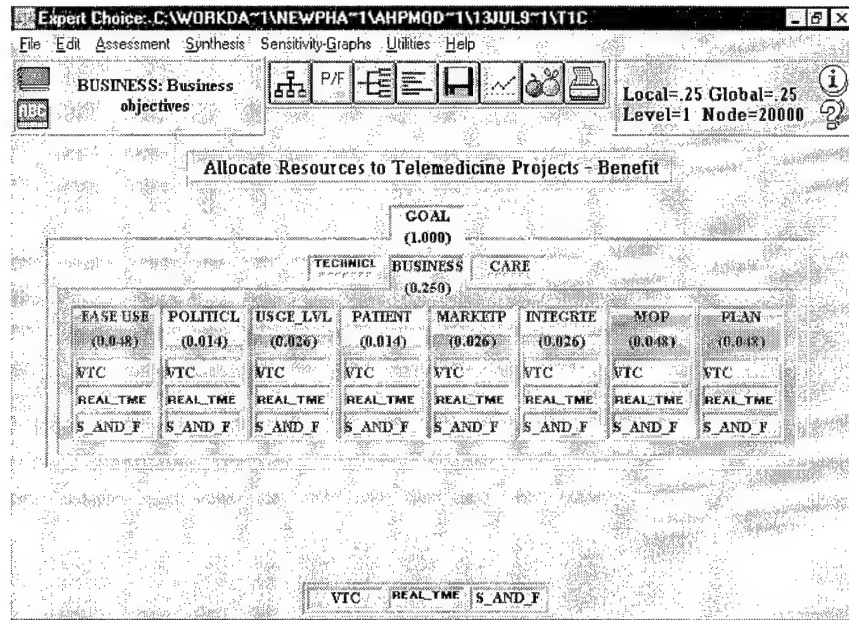 Expert Choice: C:\WORKDA~1\NEWPHA~1\AHPMOD~1\13JUL9~1\T1C
File Edit Assessment Synthesis Sensitivity-Graphs Utilities Help
BUSINESS: Business
objectives
ABC
P/F
Local=.25 Global=.25
Level=1 Node=20000
Allocate Resources to Telemedicine Projects - Benefit
GOAL
(1.000)
TECHNICL BUSINESS CARE
(0.250)
EASE USE POLITICL USGE_LVL PATIENT MARKETP INTEGRTE MOP PLAN
(0.048) (0.014) (0.026) (0.014) (0.026) (0.026) (0.048) (0.048)
VTC VTC VTC VTC VTC VTC VTC VTC
REAL_TME REAL_TME REAL_TME REAL_TME REAL_TME REAL_TME REAL_TME REAL_TME
S_AND_F S_AND_F S_AND_F S_AND_F S_AND_F S_AND_F S_AND_F S_AND_F
VTC REAL_TME S_AND_F